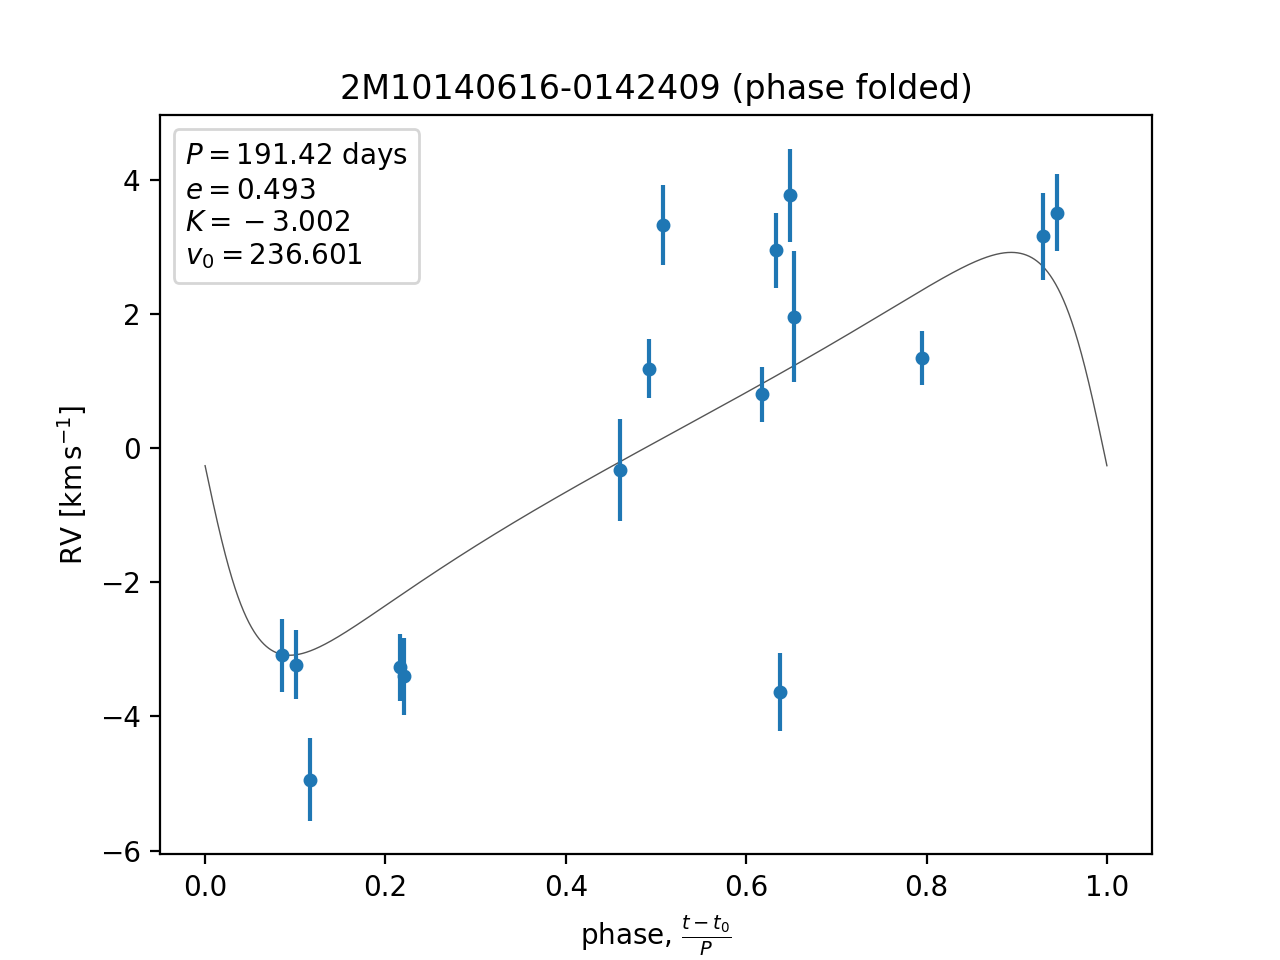 2M10140616-0142409 (phase folded)
P = 191.42 days
e = 0.493
K = −3.002
v₀ = 236.601
4
2
0
−2
−4
−6
RV [km s⁻¹]
0.0 0.2 0.4 0.6 0.8 1.0
phase, (t − t₀)/P